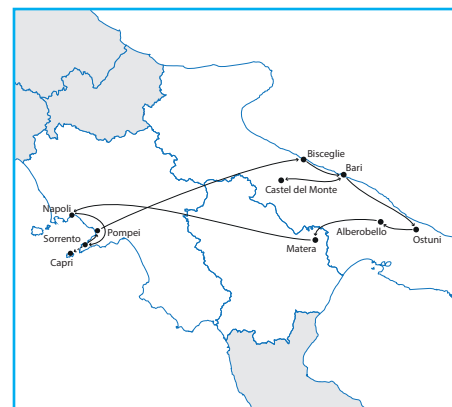 Bisceglie
Bari
Castel del Monte
Napoli
Pompei
Sorrento
Capri
Alberobello
Ostuni
Matera